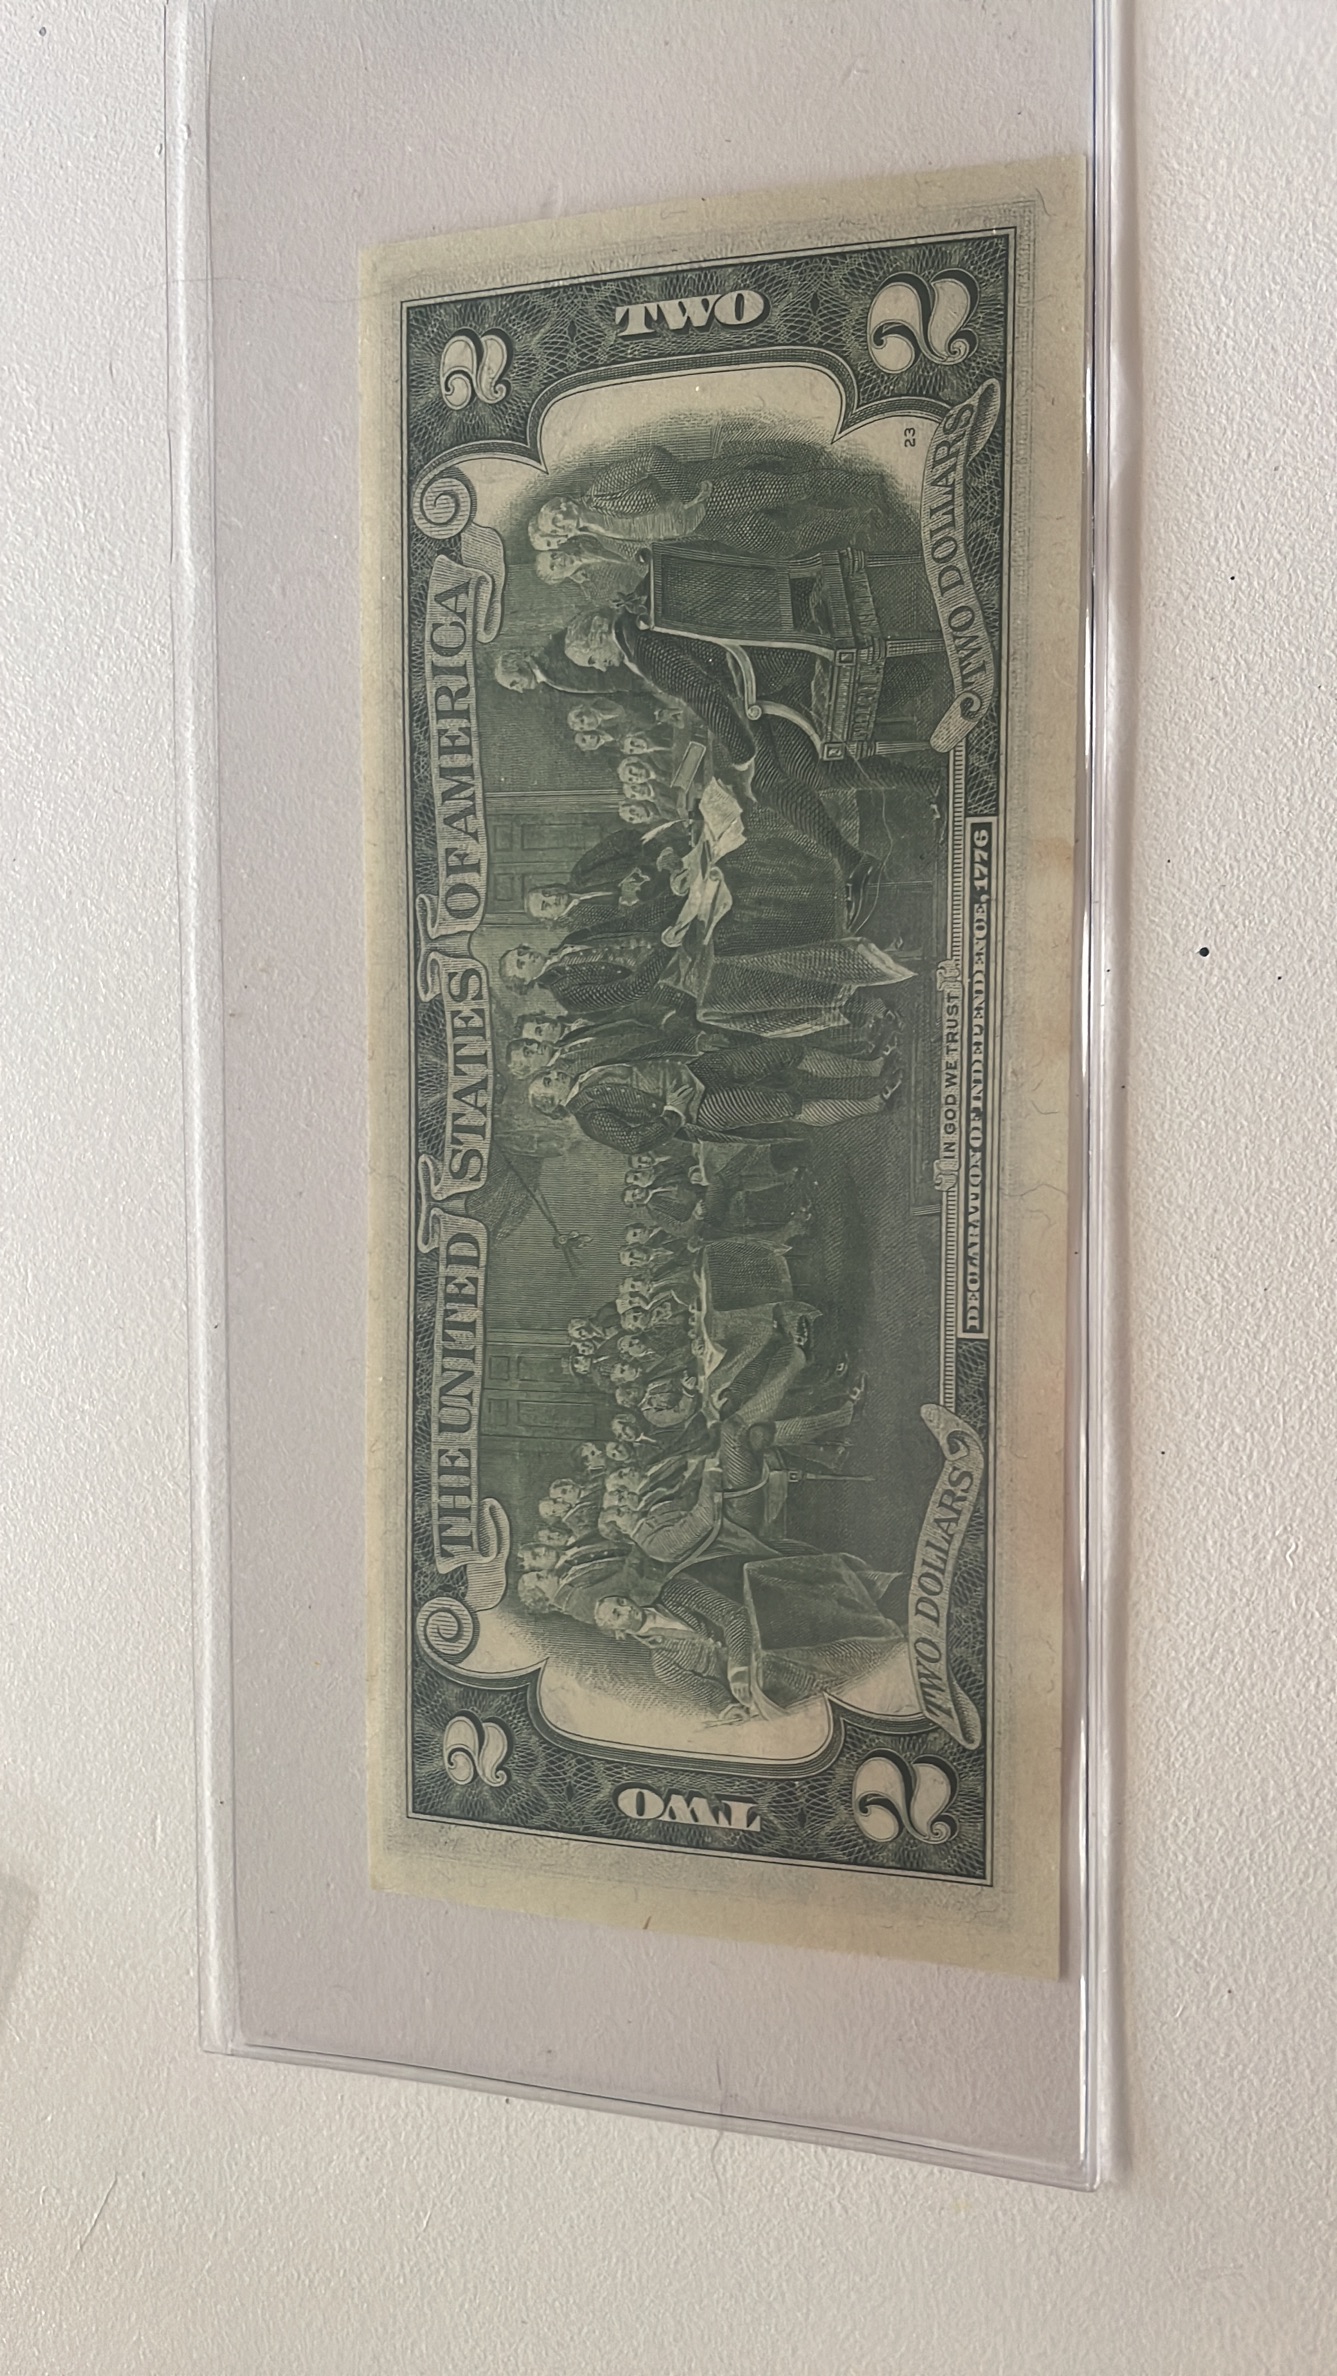 THE UNITED STATES OF AMERICA
2
2
TWO
TWO
23
TWO DOLLARS
IN GOD WE TRUST
TWO DOLLARS
2
DECLARATION OF INDEPENDENCE, 1776
2